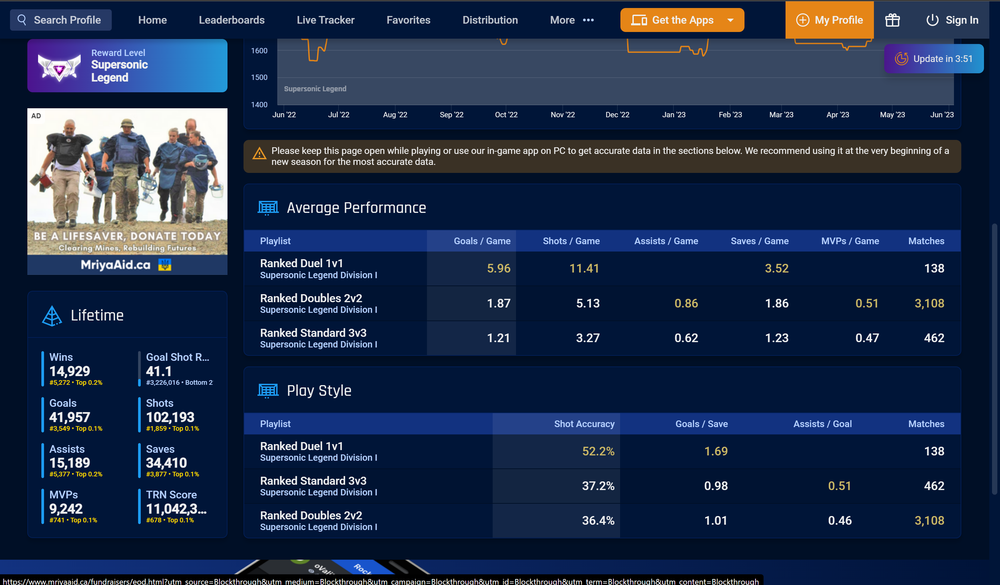 Search Profile
Home
Leaderboards
Live Tracker
Favorites
Distribution
More
Get the Apps
My Profile
Sign In
Reward Level
Supersonic
Legend
1600
1500
1400
Supersonic Legend
Jun '22
Jul '22
Aug '22
Sep '22
Oct '22
Nov '22
Dec '22
Jan '23
Feb '23
Mar '23
Apr '23
May '23
Jun '23
Update in 3:51
AD
BE A LIFESAVER, DONATE TODAY
Clearing Mines, Rebuilding Futures
MriyaAid.ca
Please keep this page open while playing or use our in-game app on PC to get accurate data in the sections below. We recommend using it at the very beginning of a
new season for the most accurate data.
Average Performance
Playlist Goals / Game Shots / Game Assists / Game Saves / Game MVPs / Game Matches
Ranked Duel 1v1
Supersonic Legend Division I
5.96 11.41 3.52 138
Ranked Doubles 2v2
Supersonic Legend Division I
1.87 5.13 0.86 1.86 0.51 3,108
Ranked Standard 3v3
Supersonic Legend Division I
1.21 3.27 0.62 1.23 0.47 462
Lifetime
Wins
14,929
#5,272 • Top 0.2%
Goal Shot R...
41.1
#3,226,016 • Bottom 2
Goals
41,957
#3,549 • Top 0.1%
Shots
102,193
#1,859 • Top 0.1%
Assists
15,189
#5,377 • Top 0.2%
Saves
34,410
#3,877 • Top 0.1%
MVPs
9,242
#741 • Top 0.1%
TRN Score
11,042,3...
#678 • Top 0.1%
Play Style
Playlist Shot Accuracy Goals / Save Assists / Goal Matches
Ranked Duel 1v1
Supersonic Legend Division I
52.2% 1.69 138
Ranked Standard 3v3
Supersonic Legend Division I
37.2% 0.98 0.51 462
Ranked Doubles 2v2
Supersonic Legend Division I
36.4% 1.01 0.46 3,108
https://www.mriyaaid.ca/fundraisers/eod.html?utm_source=Blockthrough&utm_medium=Blockthrough&utm_campaign=Blockthrough&utm_id=Blockthrough&utm_term=Blockthrough&utm_content=Blockthrough